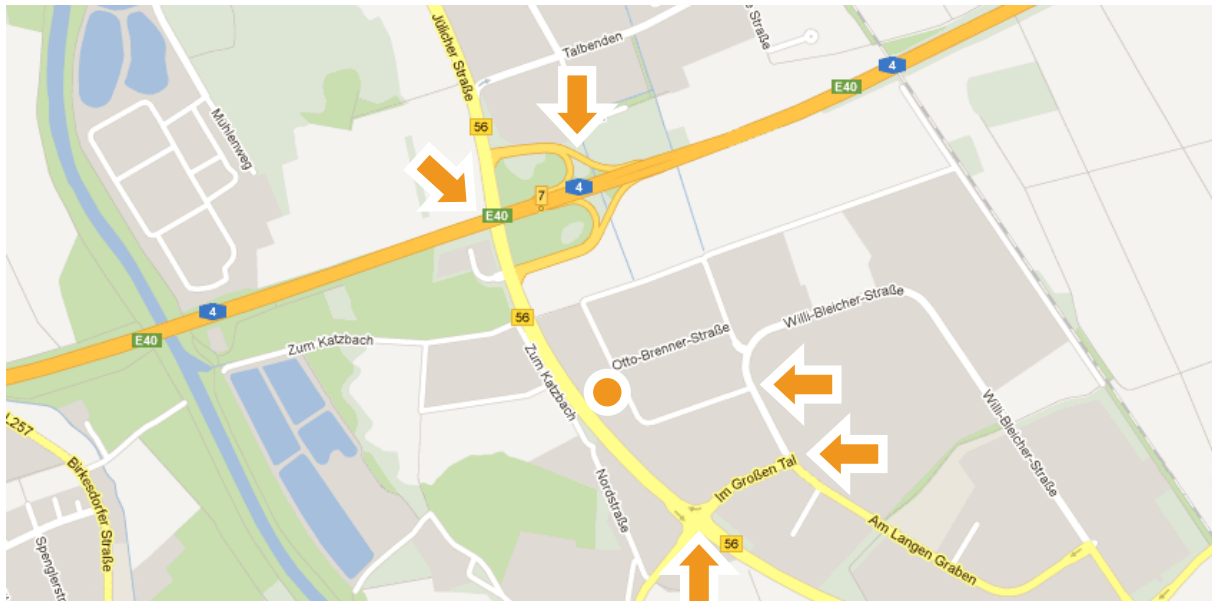 Jülicher Straße
Talbenden
Straße
4
E40
Mühlenweg
56
4
7
E40
4
E40
56
Zum Katzbach
Zum Katzbach
Otto-Brenner-Straße
Willi-Bleicher-Straße
Willi-Bleicher-Straße
L257
Birkesdorfer Straße
Im Großen Tal
Nordstraße
56
Am Langen Graben